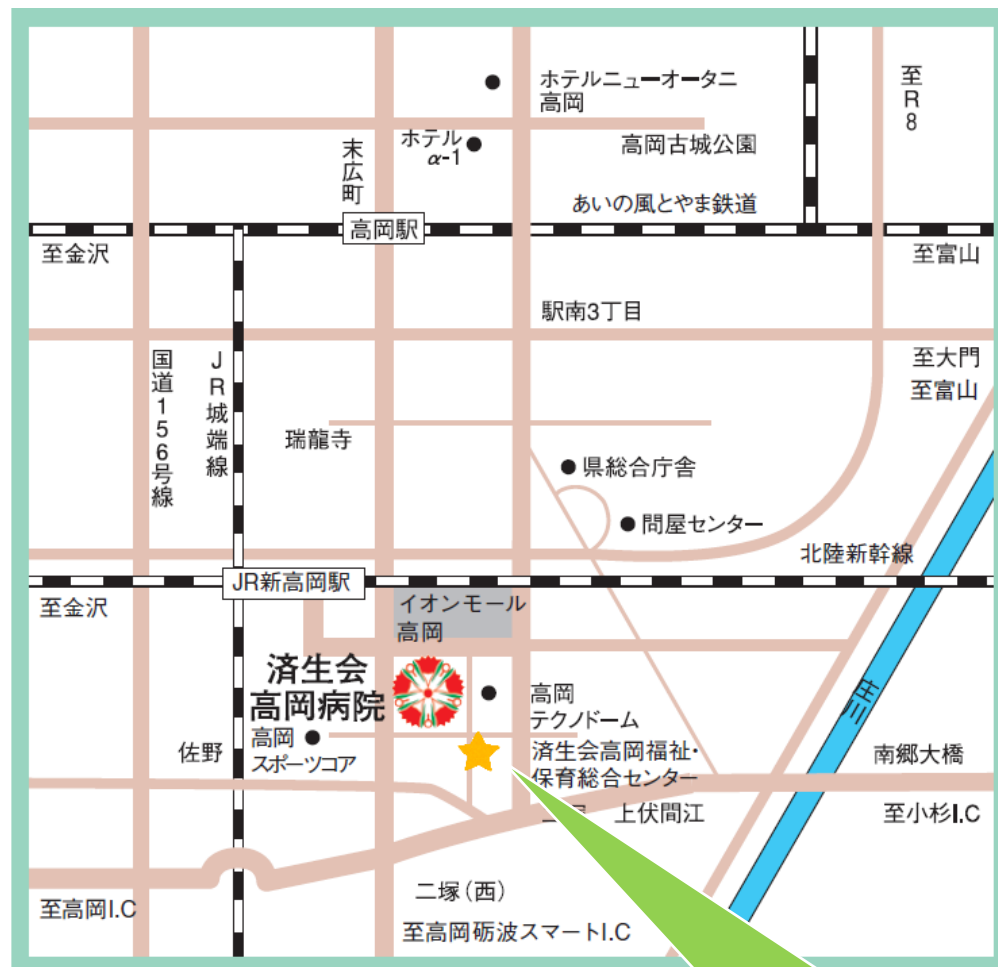 ホテルニューオータニ
高岡
至R8
ホテル
α-1
高岡古城公園
末広町
あいの風とやま鉄道
高岡駅
至金沢
至富山
駅南3丁目
国道156号線
JR城端線
至大門
至富山
瑞龍寺
県総合庁舎
問屋センター
北陸新幹線
JR新高岡駅
至金沢
イオンモール
高岡
済生会
高岡病院
高岡
テクノドーム
庄川
佐野
高岡
スポーツコア
済生会高岡福祉・
保育総合センター
南郷大橋
上伏間江
至小杉I.C
二塚(西)
至高岡I.C
至高岡砺波スマートI.C